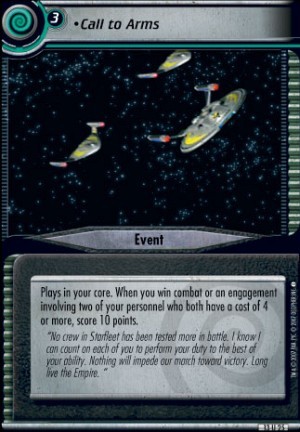 3
•Call to Arms
Event
Plays in your core. When you win combat or an engagement
involving two of your personnel who both have a cost of 4
or more, score 10 points.
"No crew in Starfleet has been tested more in battle. I know I
can count on each of you to perform your duty to the best of
your ability. Nothing will impede our march toward victory. Long
live the Empire. "